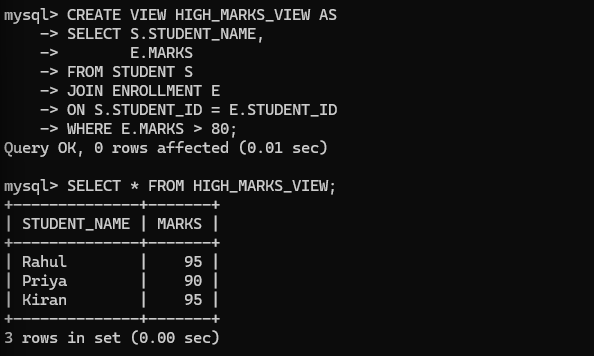 mysql> CREATE VIEW HIGH_MARKS_VIEW AS
    -> SELECT S.STUDENT_NAME,
    ->        E.MARKS
    -> FROM STUDENT S
    -> JOIN ENROLLMENT E
    -> ON S.STUDENT_ID = E.STUDENT_ID
    -> WHERE E.MARKS > 80;
Query OK, 0 rows affected (0.01 sec)

mysql> SELECT * FROM HIGH_MARKS_VIEW;
+--------------+-------+
| STUDENT_NAME | MARKS |
+--------------+-------+
| Rahul        |    95 |
| Priya        |    90 |
| Kiran        |    95 |
+--------------+-------+
3 rows in set (0.00 sec)